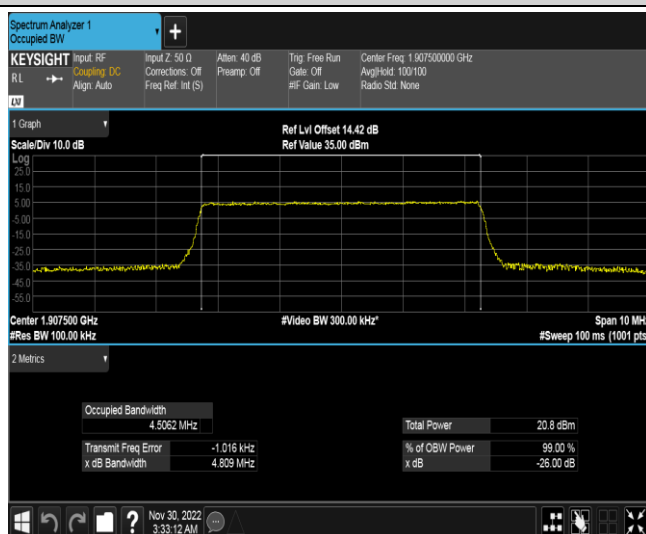 Spectrum Analyzer 1
Occupied BW
KEYSIGHT
RL
LXI
Input: RF
Coupling: DC
Align: Auto
Input Z: 50 Ω
Corrections: Off
Freq Ref: Int (S)
Atten: 40 dB
Preamp: Off
Trig: Free Run
Gate: Off
#IF Gain: Low
Center Freq: 1.907500000 GHz
Avg|Hold: 100/100
Radio Std: None
1 Graph
Scale/Div 10.0 dB
Ref Lvl Offset 14.42 dB
Ref Value 35.00 dBm
Log
25.0
15.0
5.00
-5.00
-15.0
-25.0
-35.0
-45.0
-55.0
Center 1.907500 GHz
#Video BW 300.00 kHz*
Span 10 MHz
#Res BW 100.00 kHz
#Sweep 100 ms (1001 pts
2 Metrics
Occupied Bandwidth
4.5062 MHz
Transmit Freq Error -1.016 kHz
x dB Bandwidth 4.809 MHz
Total Power 20.8 dBm
% of OBW Power 99.00 %
x dB -26.00 dB
Nov 30, 2022
3:33:12 AM